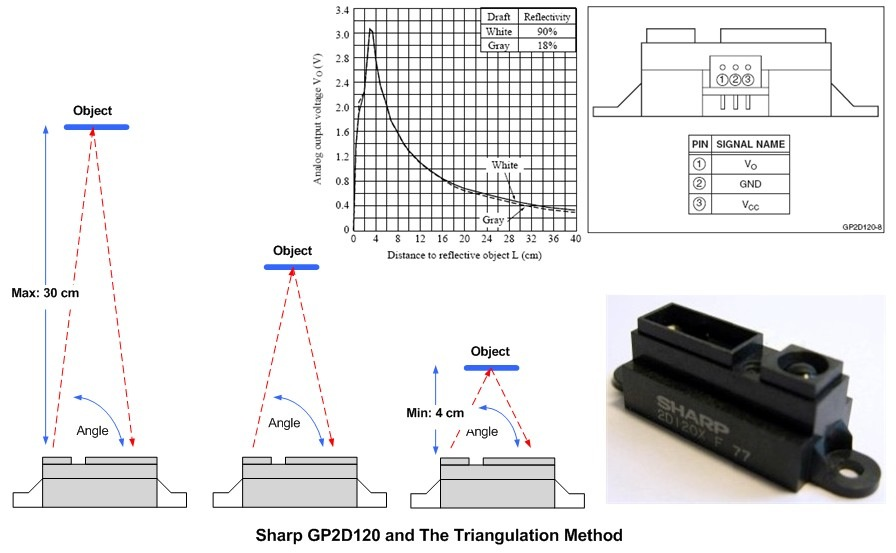 Object
Max: 30 cm
Angle
Object
Angle
Object
Min: 4 cm
Angle
Analog output voltage VO (V)
3.4
3.0
2.8
2.4
2.0
1.6
1.2
0.8
0.4
0
0 4 8 12 16 20 24 28 32 36 40
Distance to reflective object L (cm)
Draft Reflectivity
White 90%
Gray 18%
White
Gray
① ② ③
PIN SIGNAL NAME
① VO
② GND
③ VCC
GP2D120-8
SHARP
2D120X F 77
Sharp GP2D120 and The Triangulation Method